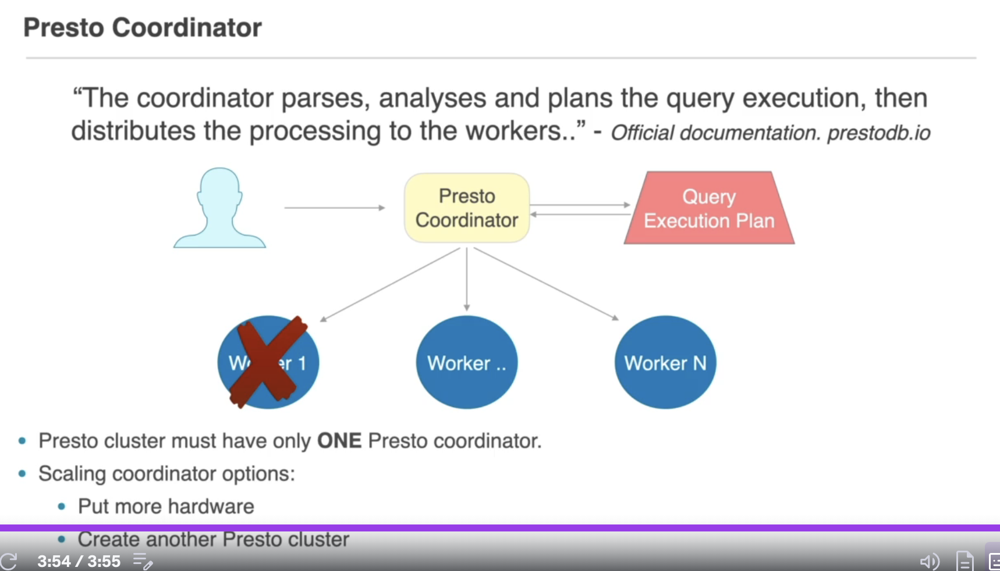 Presto Coordinator
“The coordinator parses, analyses and plans the query execution, then
distributes the processing to the workers..” - Official documentation. prestodb.io
Presto
Coordinator
Query
Execution Plan
er 1
Worker ..
Worker N
• Presto cluster must have only ONE Presto coordinator.
• Scaling coordinator options:
• Put more hardware
• Create another Presto cluster
3:54 / 3:55